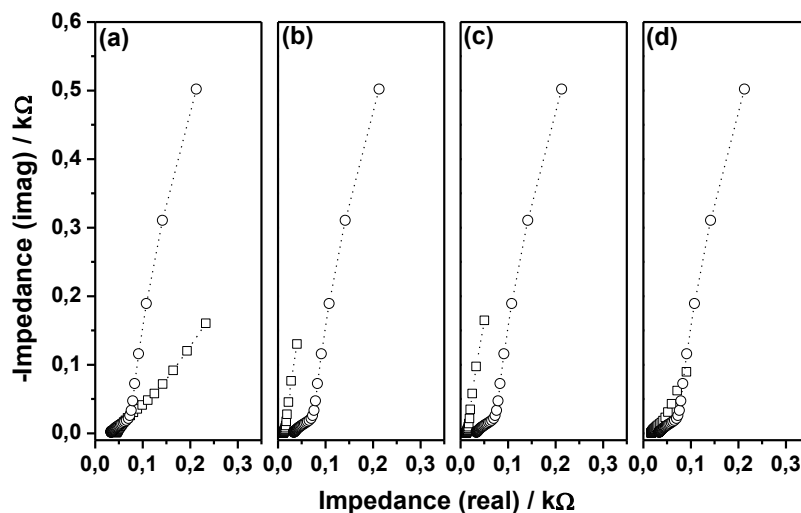 (a) (b) (c) (d)
-Impedance (imag) / kΩ
0,6
0,5
0,4
0,3
0,2
0,1
0,0
0,0 0,1 0,2 0,3 0,0 0,1 0,2 0,3 0,0 0,1 0,2 0,3 0,0 0,1 0,2 0,3
Impedance (real) / kΩ